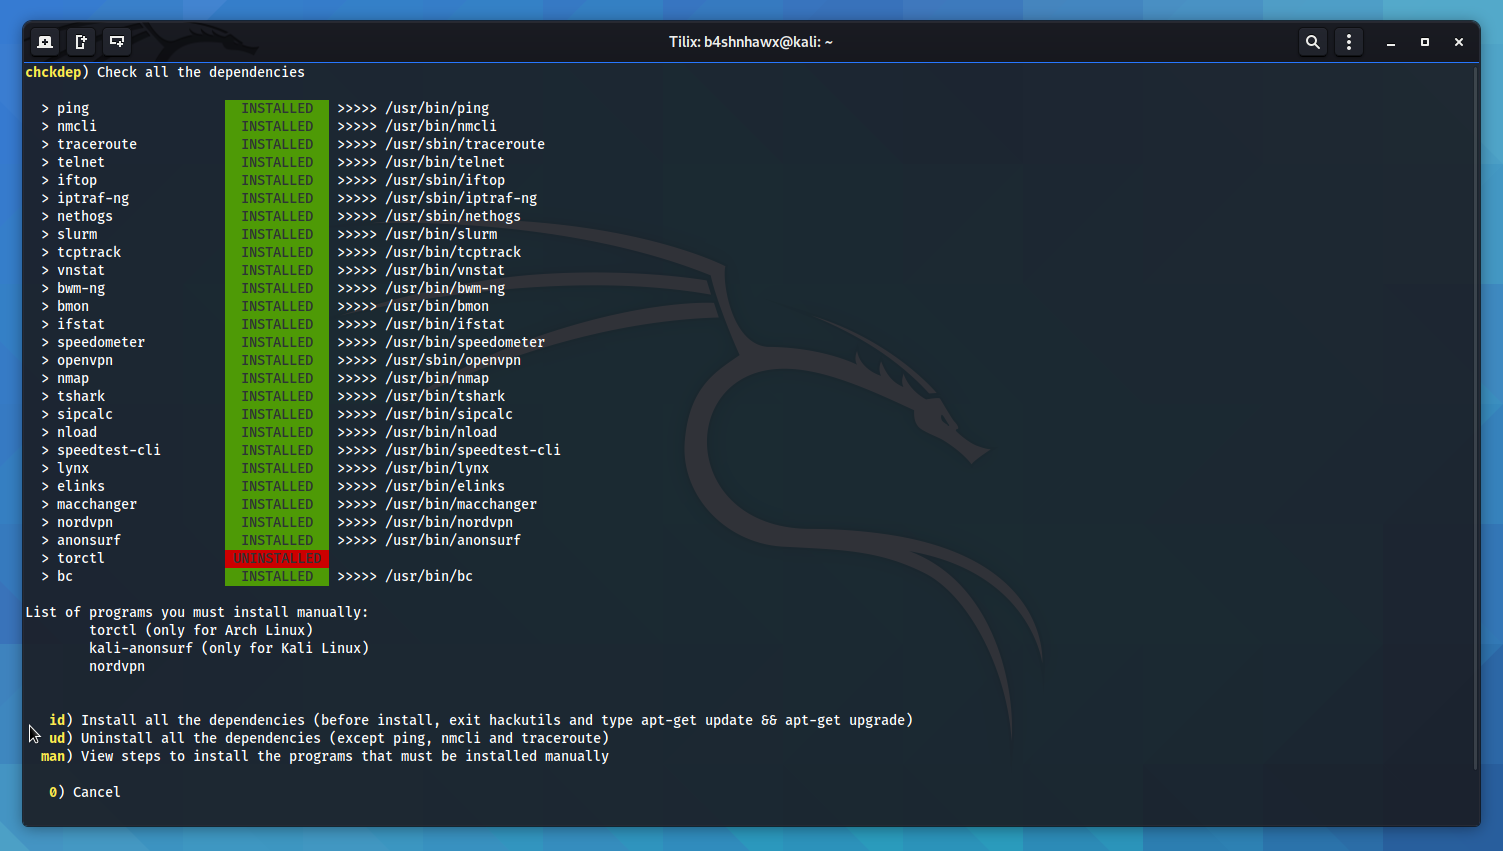 Tilix: b4shnhawx@kali: ~
chckdep) Check all the dependencies
> ping INSTALLED >>>>> /usr/bin/ping
> nmcli INSTALLED >>>>> /usr/bin/nmcli
> traceroute INSTALLED >>>>> /usr/sbin/traceroute
> telnet INSTALLED >>>>> /usr/bin/telnet
> iftop INSTALLED >>>>> /usr/sbin/iftop
> iptraf-ng INSTALLED >>>>> /usr/sbin/iptraf-ng
> nethogs INSTALLED >>>>> /usr/sbin/nethogs
> slurm INSTALLED >>>>> /usr/bin/slurm
> tcptrack INSTALLED >>>>> /usr/bin/tcptrack
> vnstat INSTALLED >>>>> /usr/bin/vnstat
> bwm-ng INSTALLED >>>>> /usr/bin/bwm-ng
> bmon INSTALLED >>>>> /usr/bin/bmon
> ifstat INSTALLED >>>>> /usr/bin/ifstat
> speedometer INSTALLED >>>>> /usr/bin/speedometer
> openvpn INSTALLED >>>>> /usr/sbin/openvpn
> nmap INSTALLED >>>>> /usr/bin/nmap
> tshark INSTALLED >>>>> /usr/bin/tshark
> sipcalc INSTALLED >>>>> /usr/bin/sipcalc
> nload INSTALLED >>>>> /usr/bin/nload
> speedtest-cli INSTALLED >>>>> /usr/bin/speedtest-cli
> lynx INSTALLED >>>>> /usr/bin/lynx
> elinks INSTALLED >>>>> /usr/bin/elinks
> macchanger INSTALLED >>>>> /usr/bin/macchanger
> nordvpn INSTALLED >>>>> /usr/bin/nordvpn
> anonsurf INSTALLED >>>>> /usr/bin/anonsurf
> torctl UNINSTALLED
> bc INSTALLED >>>>> /usr/bin/bc
List of programs you must install manually:
torctl (only for Arch Linux)
kali-anonsurf (only for Kali Linux)
nordvpn
id) Install all the dependencies (before install, exit hackutils and type apt-get update && apt-get upgrade)
ud) Uninstall all the dependencies (except ping, nmcli and traceroute)
man) View steps to install the programs that must be installed manually
0) Cancel